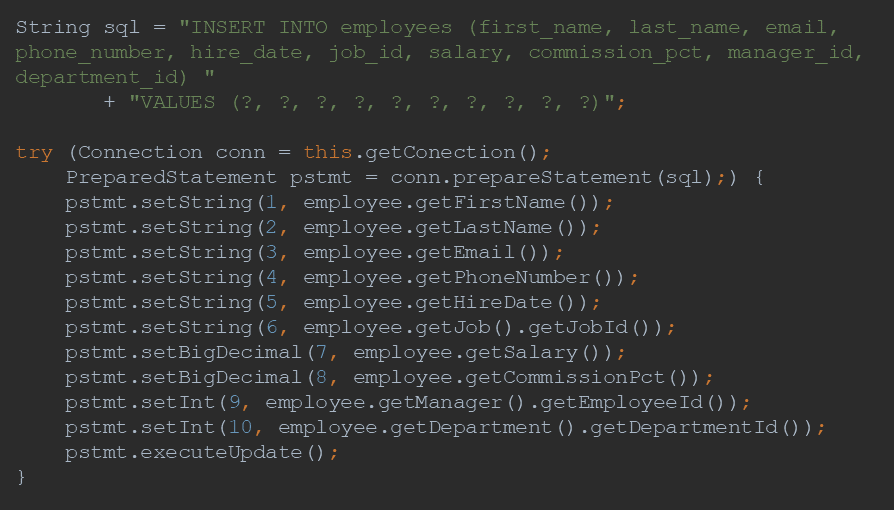 String sql = "INSERT INTO employees (first_name, last_name, email,
phone_number, hire_date, job_id, salary, commission_pct, manager_id,
department_id) "
       + "VALUES (?, ?, ?, ?, ?, ?, ?, ?, ?, ?)";

try (Connection conn = this.getConection();
    PreparedStatement pstmt = conn.prepareStatement(sql);) {
    pstmt.setString(1, employee.getFirstName());
    pstmt.setString(2, employee.getLastName());
    pstmt.setString(3, employee.getEmail());
    pstmt.setString(4, employee.getPhoneNumber());
    pstmt.setString(5, employee.getHireDate());
    pstmt.setString(6, employee.getJob().getJobId());
    pstmt.setBigDecimal(7, employee.getSalary());
    pstmt.setBigDecimal(8, employee.getCommissionPct());
    pstmt.setInt(9, employee.getManager().getEmployeeId());
    pstmt.setInt(10, employee.getDepartment().getDepartmentId());
    pstmt.executeUpdate();
}